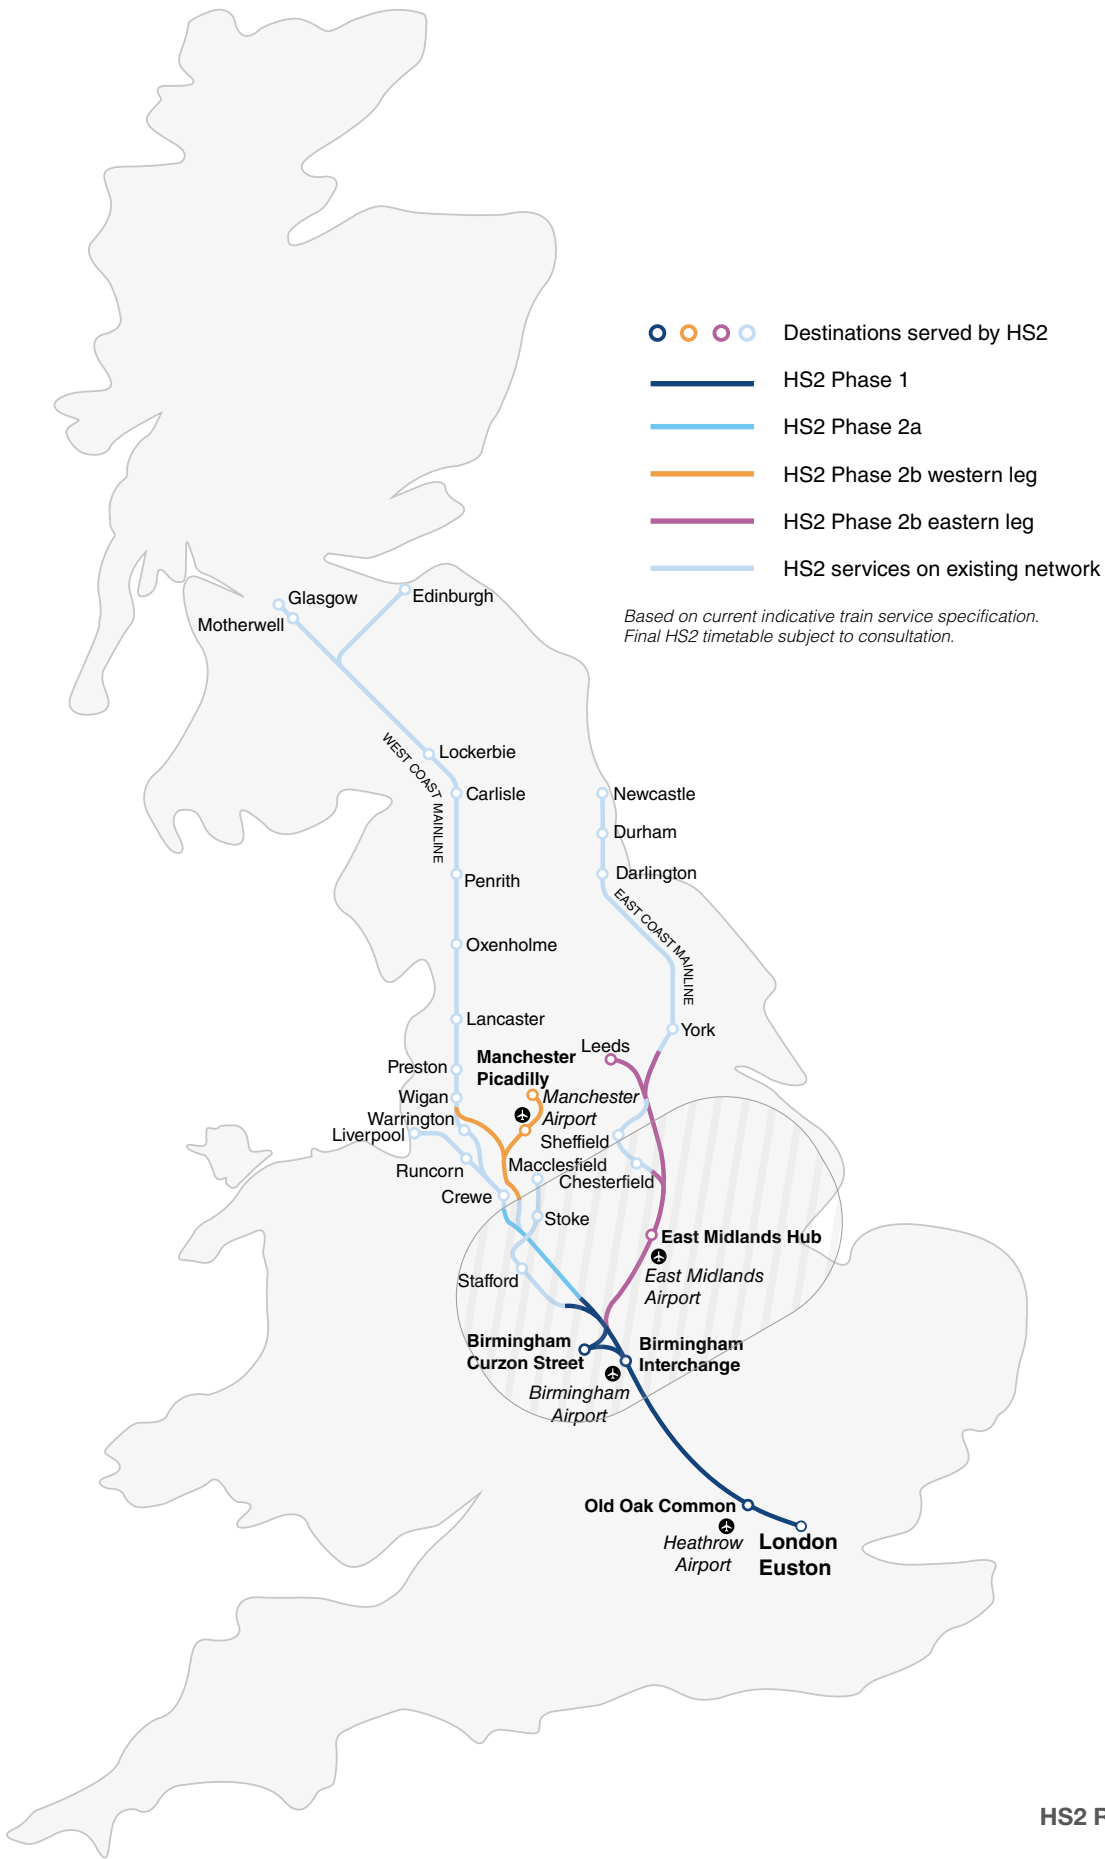 Destinations served by HS2
HS2 Phase 1
HS2 Phase 2a
HS2 Phase 2b western leg
HS2 Phase 2b eastern leg
HS2 services on existing network
Based on current indicative train service specification.
Final HS2 timetable subject to consultation.
Glasgow
Edinburgh
Motherwell
WEST COAST MAINLINE
Lockerbie
Carlisle
Newcastle
Durham
Penrith
Darlington
EAST COAST MAINLINE
Oxenholme
Lancaster
York
Leeds
Preston
Manchester
Picadilly
Wigan
Manchester
Airport
Warrington
Liverpool
Sheffield
Runcorn
Macclesfield
Chesterfield
Crewe
Stoke
East Midlands Hub
East Midlands
Airport
Stafford
Birmingham
Curzon Street
Birmingham
Interchange
Birmingham
Airport
Old Oak Common
Heathrow
Airport
London
Euston
HS2 R